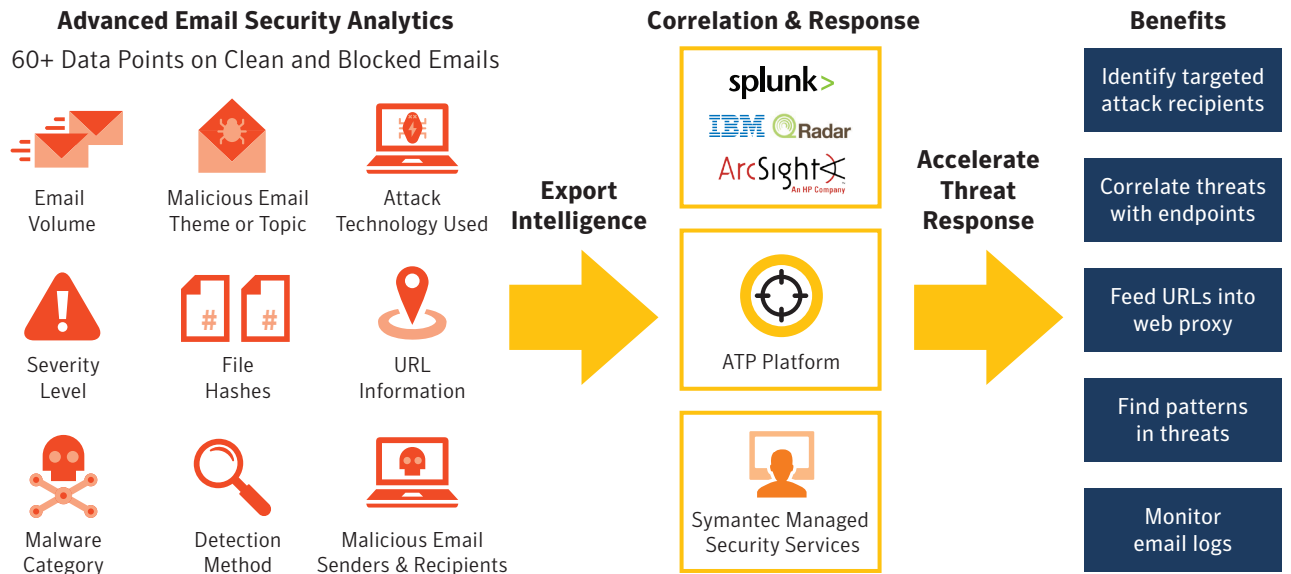 Advanced Email Security Analytics
60+ Data Points on Clean and Blocked Emails
Email
Volume
Malicious Email
Theme or Topic
Attack
Technology Used
Severity
Level
#
#
File
Hashes
URL
Information
Malware
Category
Detection
Method
Malicious Email
Senders & Recipients
Export
Intelligence
Correlation & Response
splunk>
IBM QRadar
ArcSight
An HP Company
ATP Platform
Symantec Managed
Security Services
Accelerate
Threat
Response
Benefits
Identify targeted
attack recipients
Correlate threats
with endpoints
Feed URLs into
web proxy
Find patterns
in threats
Monitor
email logs